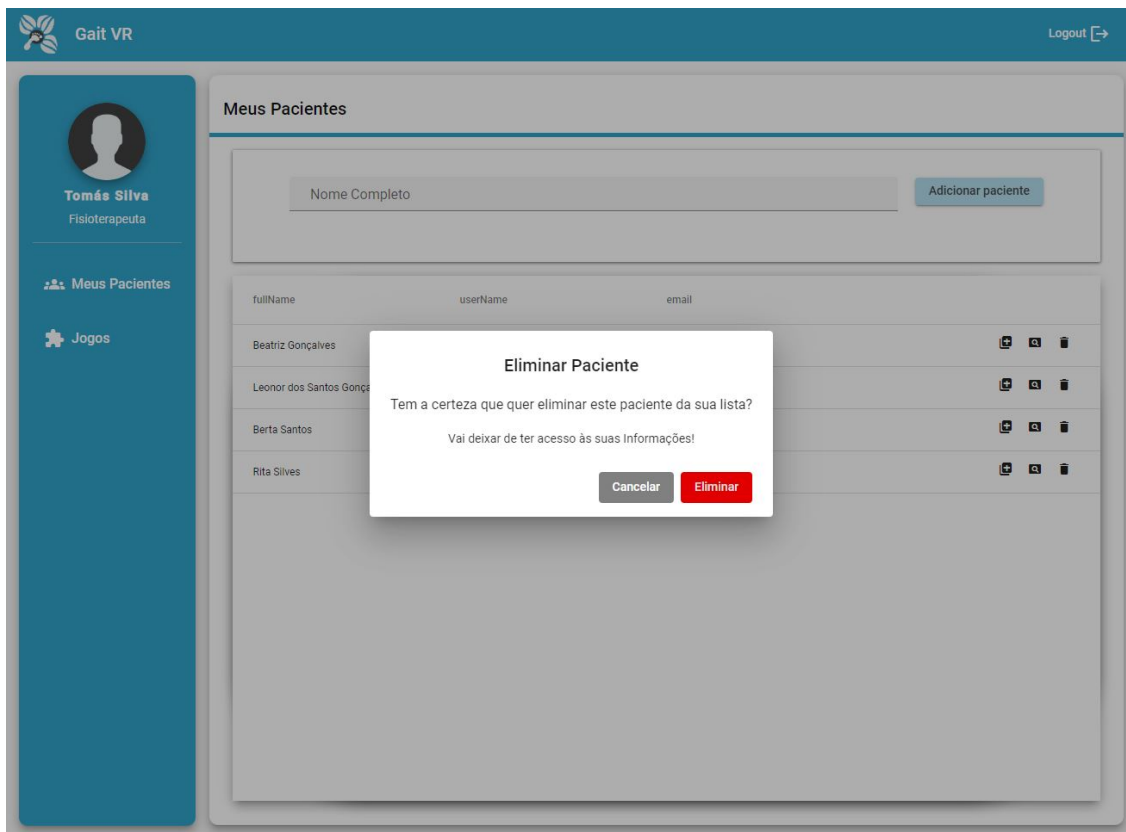 Gait VR
Logout
Tomás Silva
Fisioterapeuta
Meus Pacientes
Jogos
Meus Pacientes
Nome Completo
Adicionar paciente
fullName userName email
Beatriz Gonçalves
Leonor dos Santos Gonça
Berta Santos
Rita Silves
Eliminar Paciente
Tem a certeza que quer eliminar este paciente da sua lista?
Vai deixar de ter acesso às suas Informações!
Cancelar Eliminar